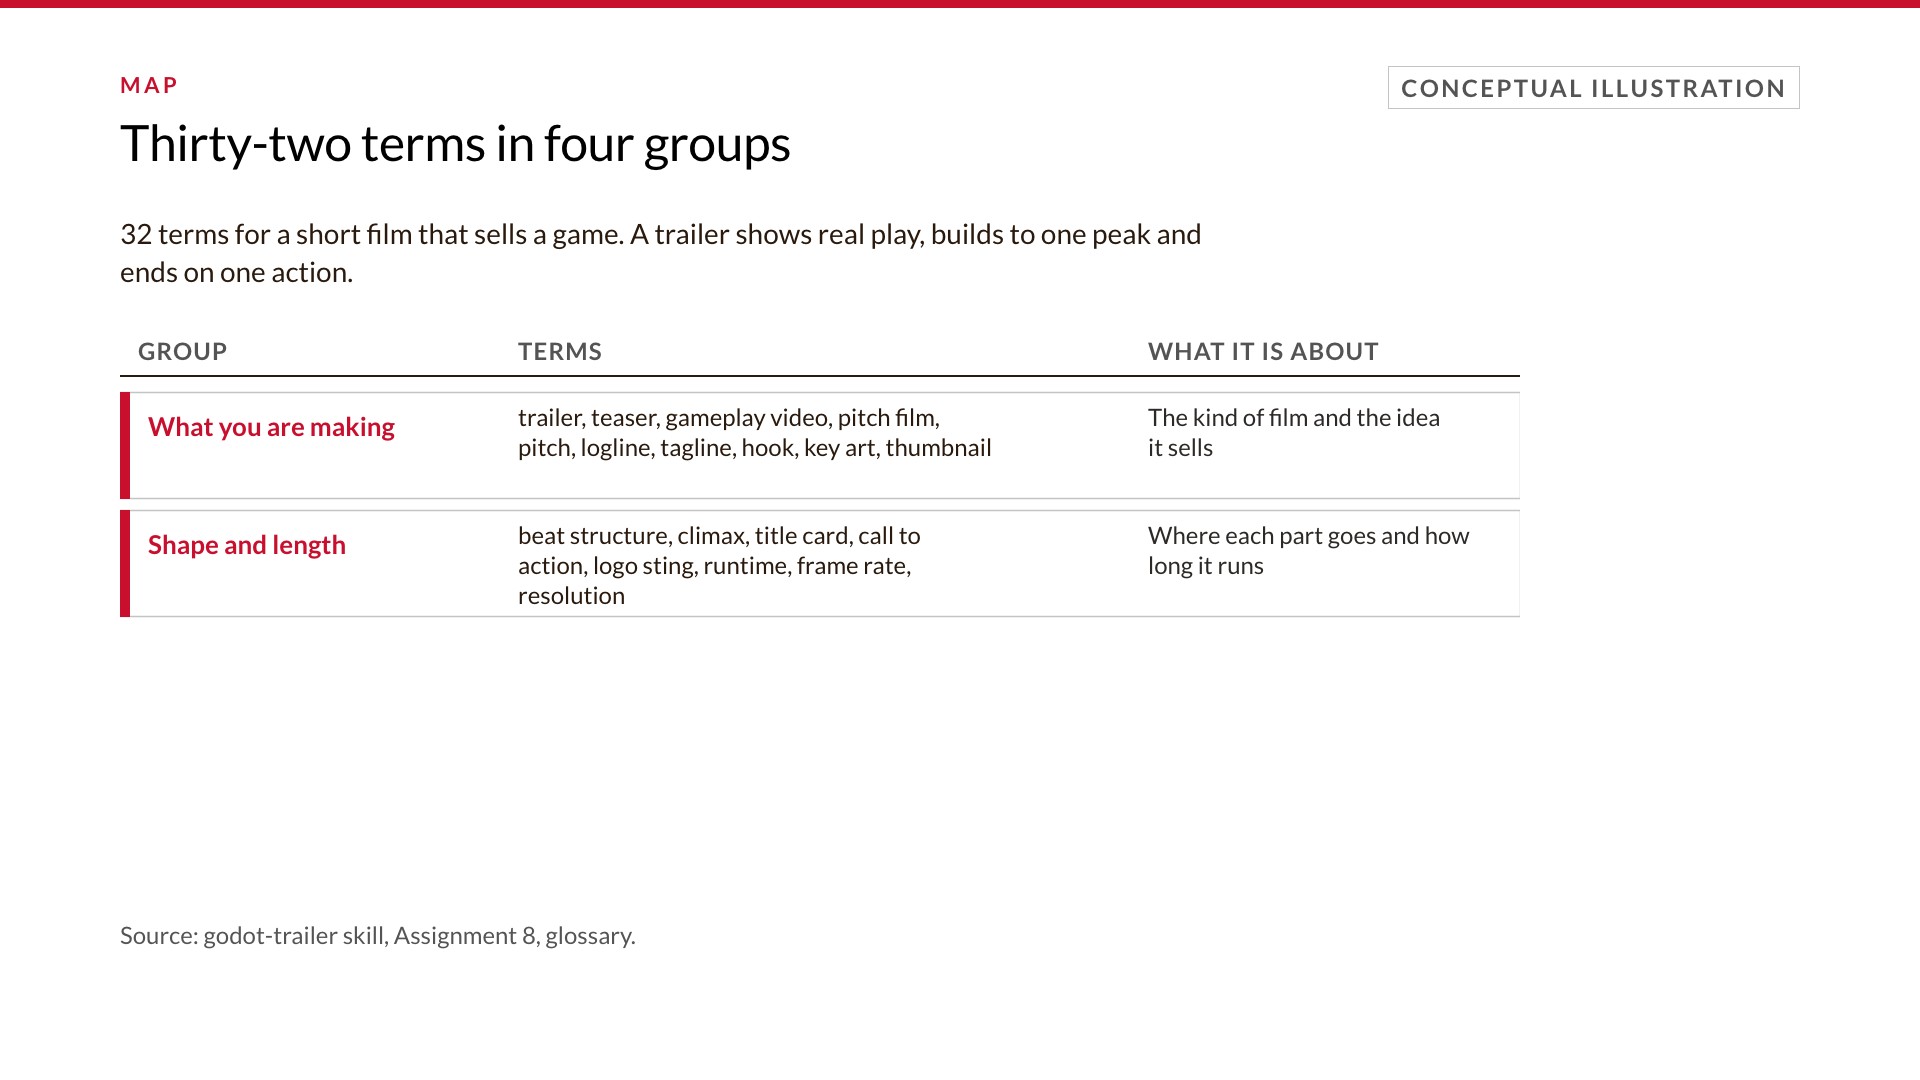 MAP
CONCEPTUAL ILLUSTRATION
Thirty-two terms in four groups
32 terms for a short film that sells a game. A trailer shows real play, builds to one peak and
ends on one action.
GROUP
TERMS
WHAT IT IS ABOUT
What you are making
trailer, teaser, gameplay video, pitch film,
pitch, logline, tagline, hook, key art, thumbnail
The kind of film and the idea
it sells
Shape and length
beat structure, climax, title card, call to
action, logo sting, runtime, frame rate,
resolution
Where each part goes and how
long it runs
Source: godot-trailer skill, Assignment 8, glossary.